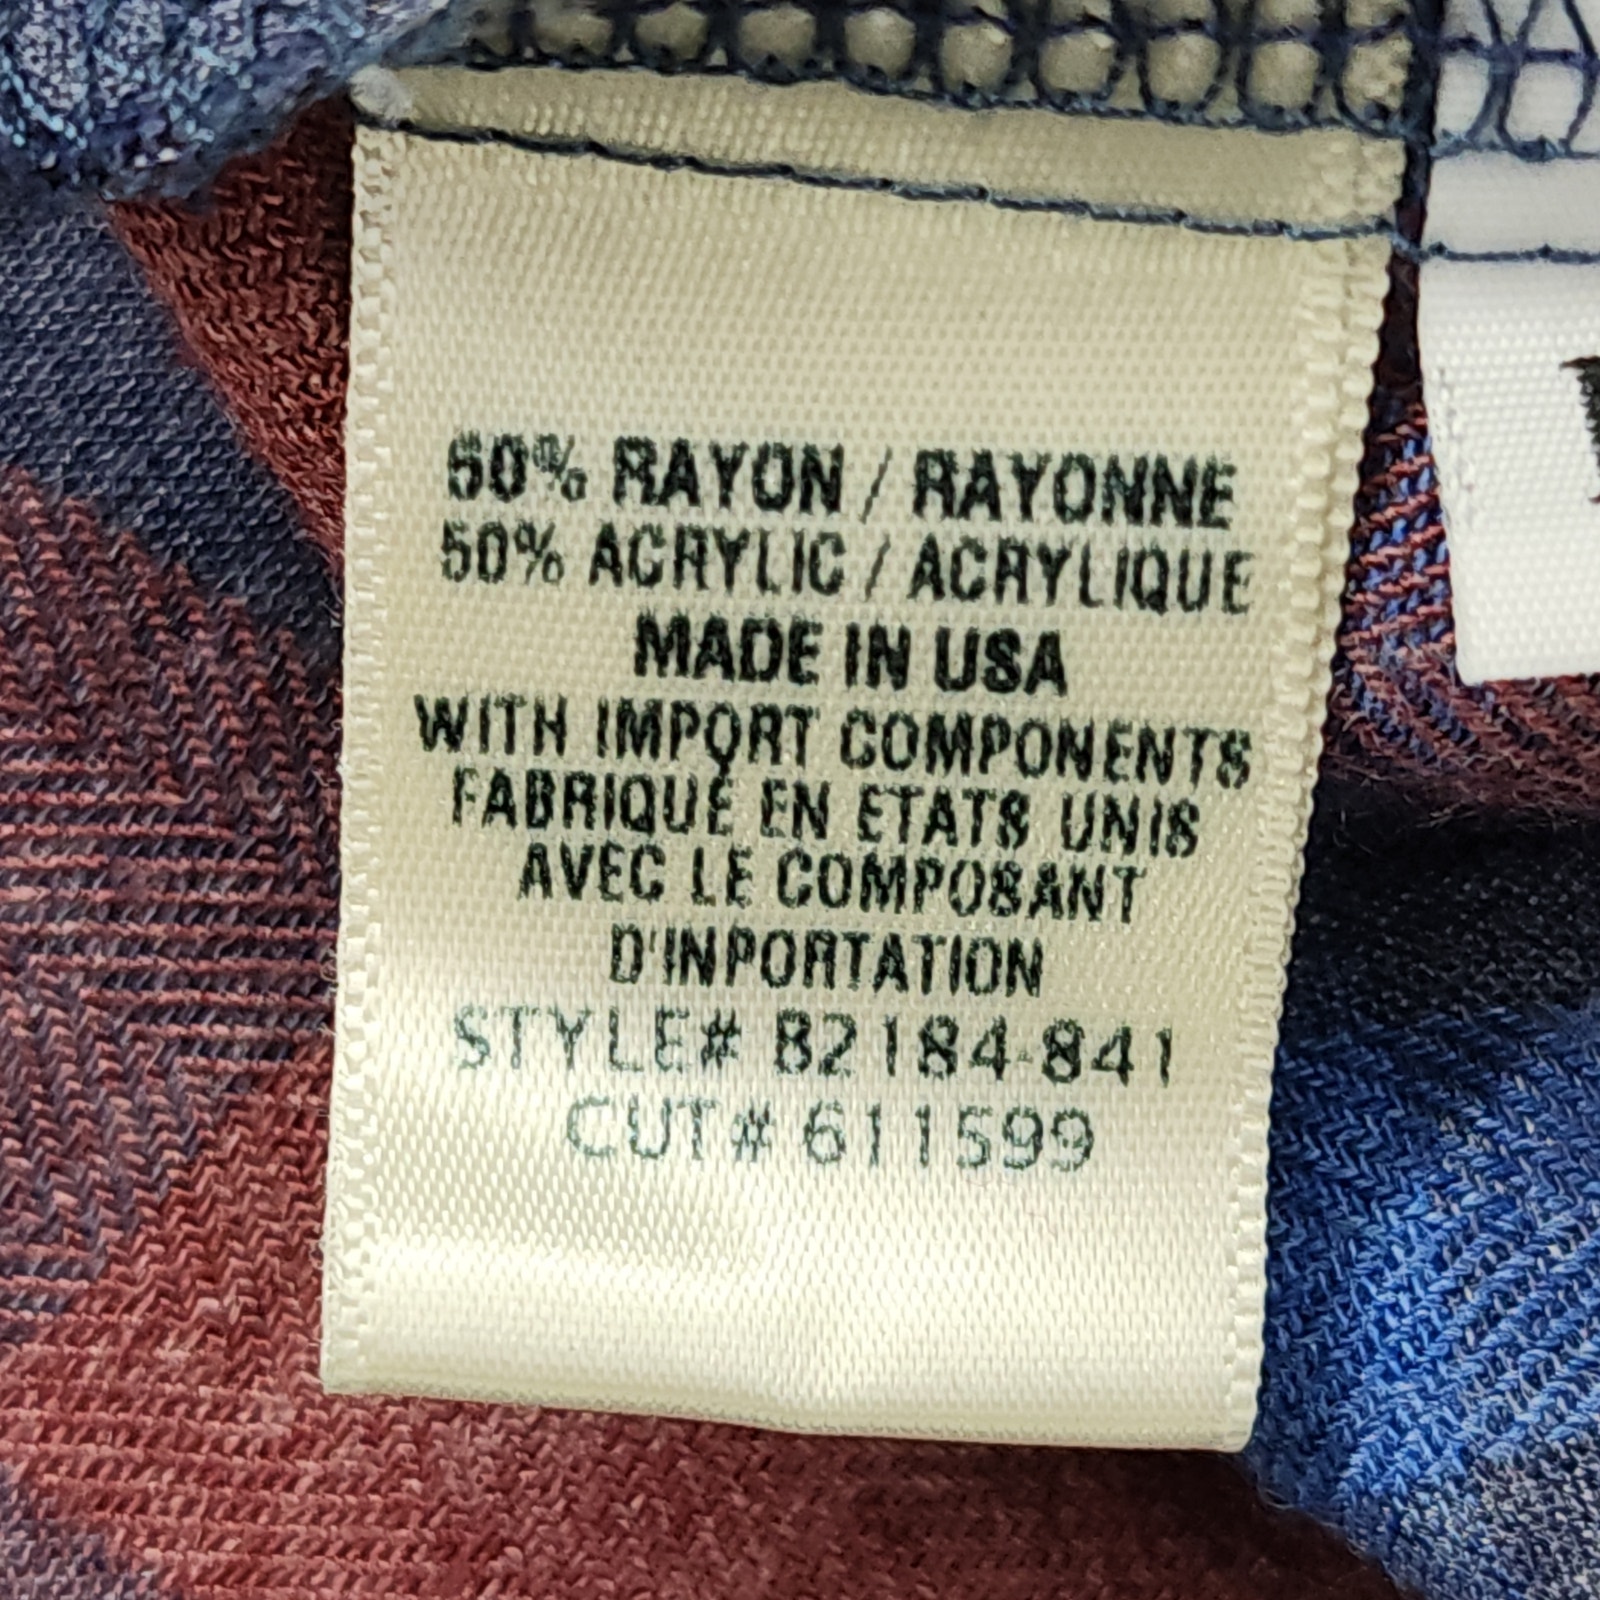 50% RAYON / RAYONNE
50% ACRYLIC / ACRYLIQUE
MADE IN USA
WITH IMPORT COMPONENTS
FABRIQUÉ EN ETATS UNIS
AVEC LE COMPOSANT
D'INPORTATION
STYLE# B2184-841
CUT# 611599